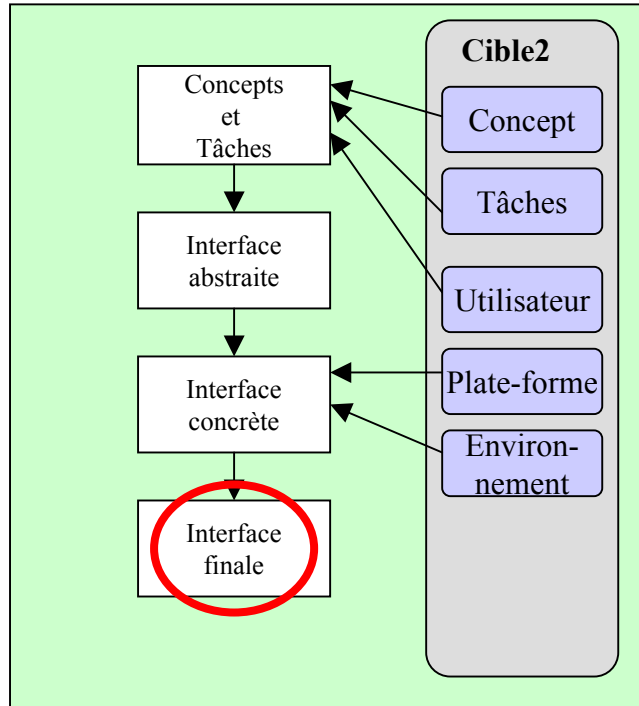 Concepts
et
Tâches
Interface
abstraite
Interface
concrète
Interface
finale
Cible2
Concept
Tâches
Utilisateur
Plate-forme
Environ-
nement